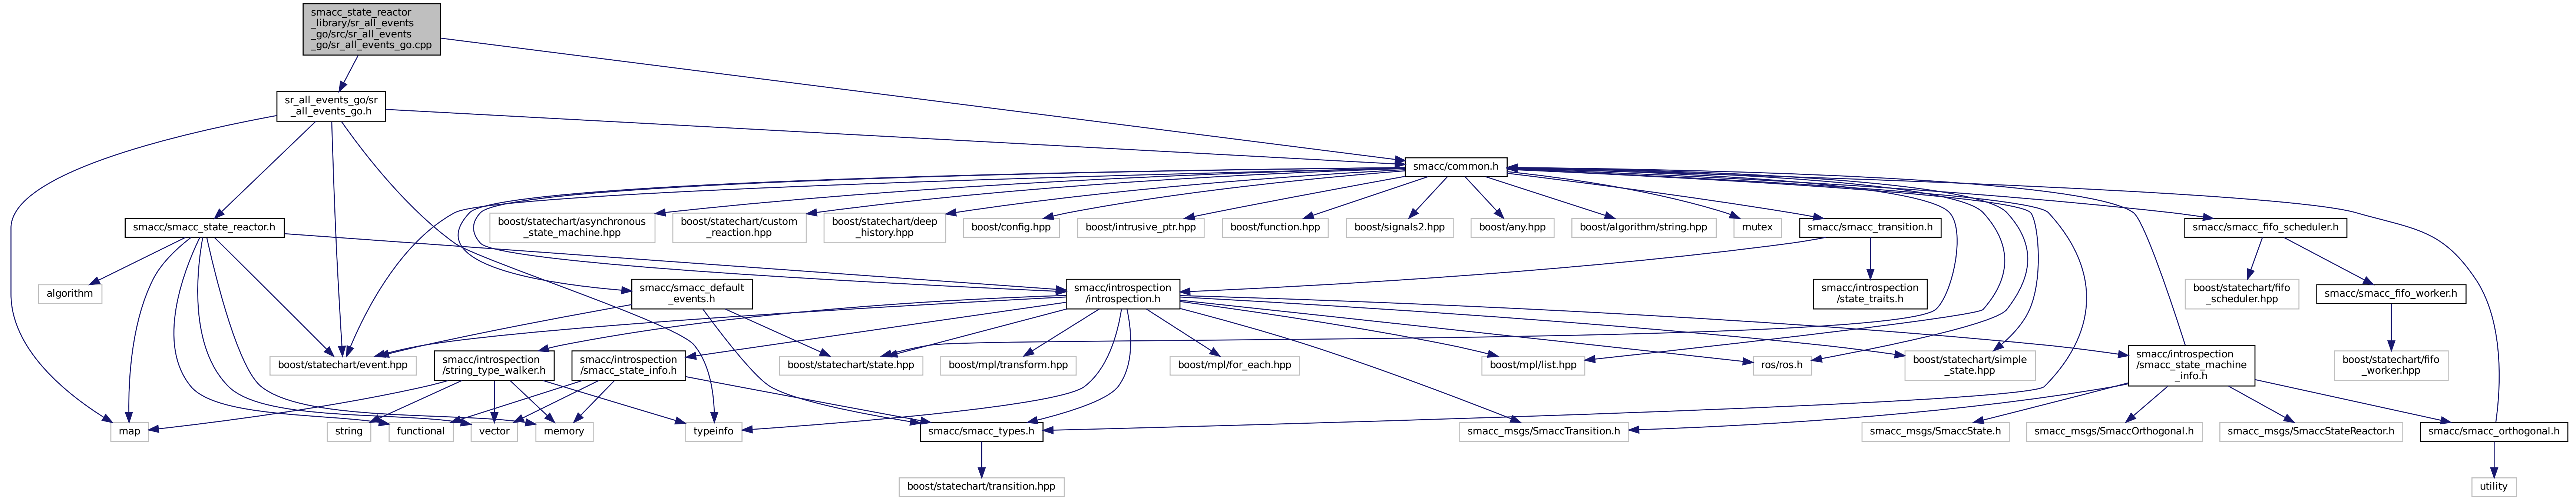 smacc_state_reactor
_library/sr_all_events
_go/src/sr_all_events
_go/sr_all_events_go.cpp
sr_all_events_go/sr
_all_events_go.h
smacc/common.h
smacc/smacc_state_reactor.h
boost/statechart/asynchronous
_state_machine.hpp
boost/statechart/custom
_reaction.hpp
boost/statechart/deep
_history.hpp
boost/config.hpp
boost/intrusive_ptr.hpp
boost/function.hpp
boost/signals2.hpp
boost/any.hpp
boost/algorithm/string.hpp
mutex
smacc/smacc_transition.h
smacc/smacc_fifo_scheduler.h
algorithm
smacc/smacc_default
_events.h
smacc/introspection
/introspection.h
smacc/introspection
/state_traits.h
boost/statechart/fifo
_scheduler.hpp
smacc/smacc_fifo_worker.h
boost/statechart/event.hpp
smacc/introspection
/string_type_walker.h
smacc/introspection
/smacc_state_info.h
boost/statechart/state.hpp
boost/mpl/transform.hpp
boost/mpl/for_each.hpp
boost/mpl/list.hpp
ros/ros.h
boost/statechart/simple
_state.hpp
smacc/introspection
/smacc_state_machine
_info.h
boost/statechart/fifo
_worker.hpp
map
string
functional
vector
memory
typeinfo
smacc/smacc_types.h
smacc_msgs/SmaccTransition.h
smacc_msgs/SmaccState.h
smacc_msgs/SmaccOrthogonal.h
smacc_msgs/SmaccStateReactor.h
smacc/smacc_orthogonal.h
boost/statechart/transition.hpp
utility